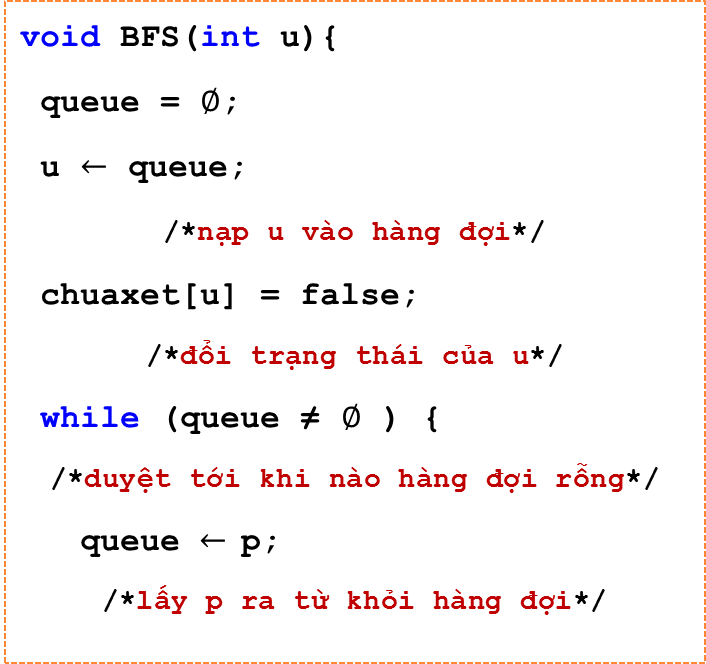 void BFS(int u){
queue = ∅;
u ← queue;
/*nạp u vào hàng đợi*/
chuaxet[u] = false;
/*đổi trạng thái của u*/
while (queue ≠ ∅ ) {
/*duyệt tới khi nào hàng đợi rỗng*/
queue ← p;
/*lấy p ra từ khỏi hàng đợi*/